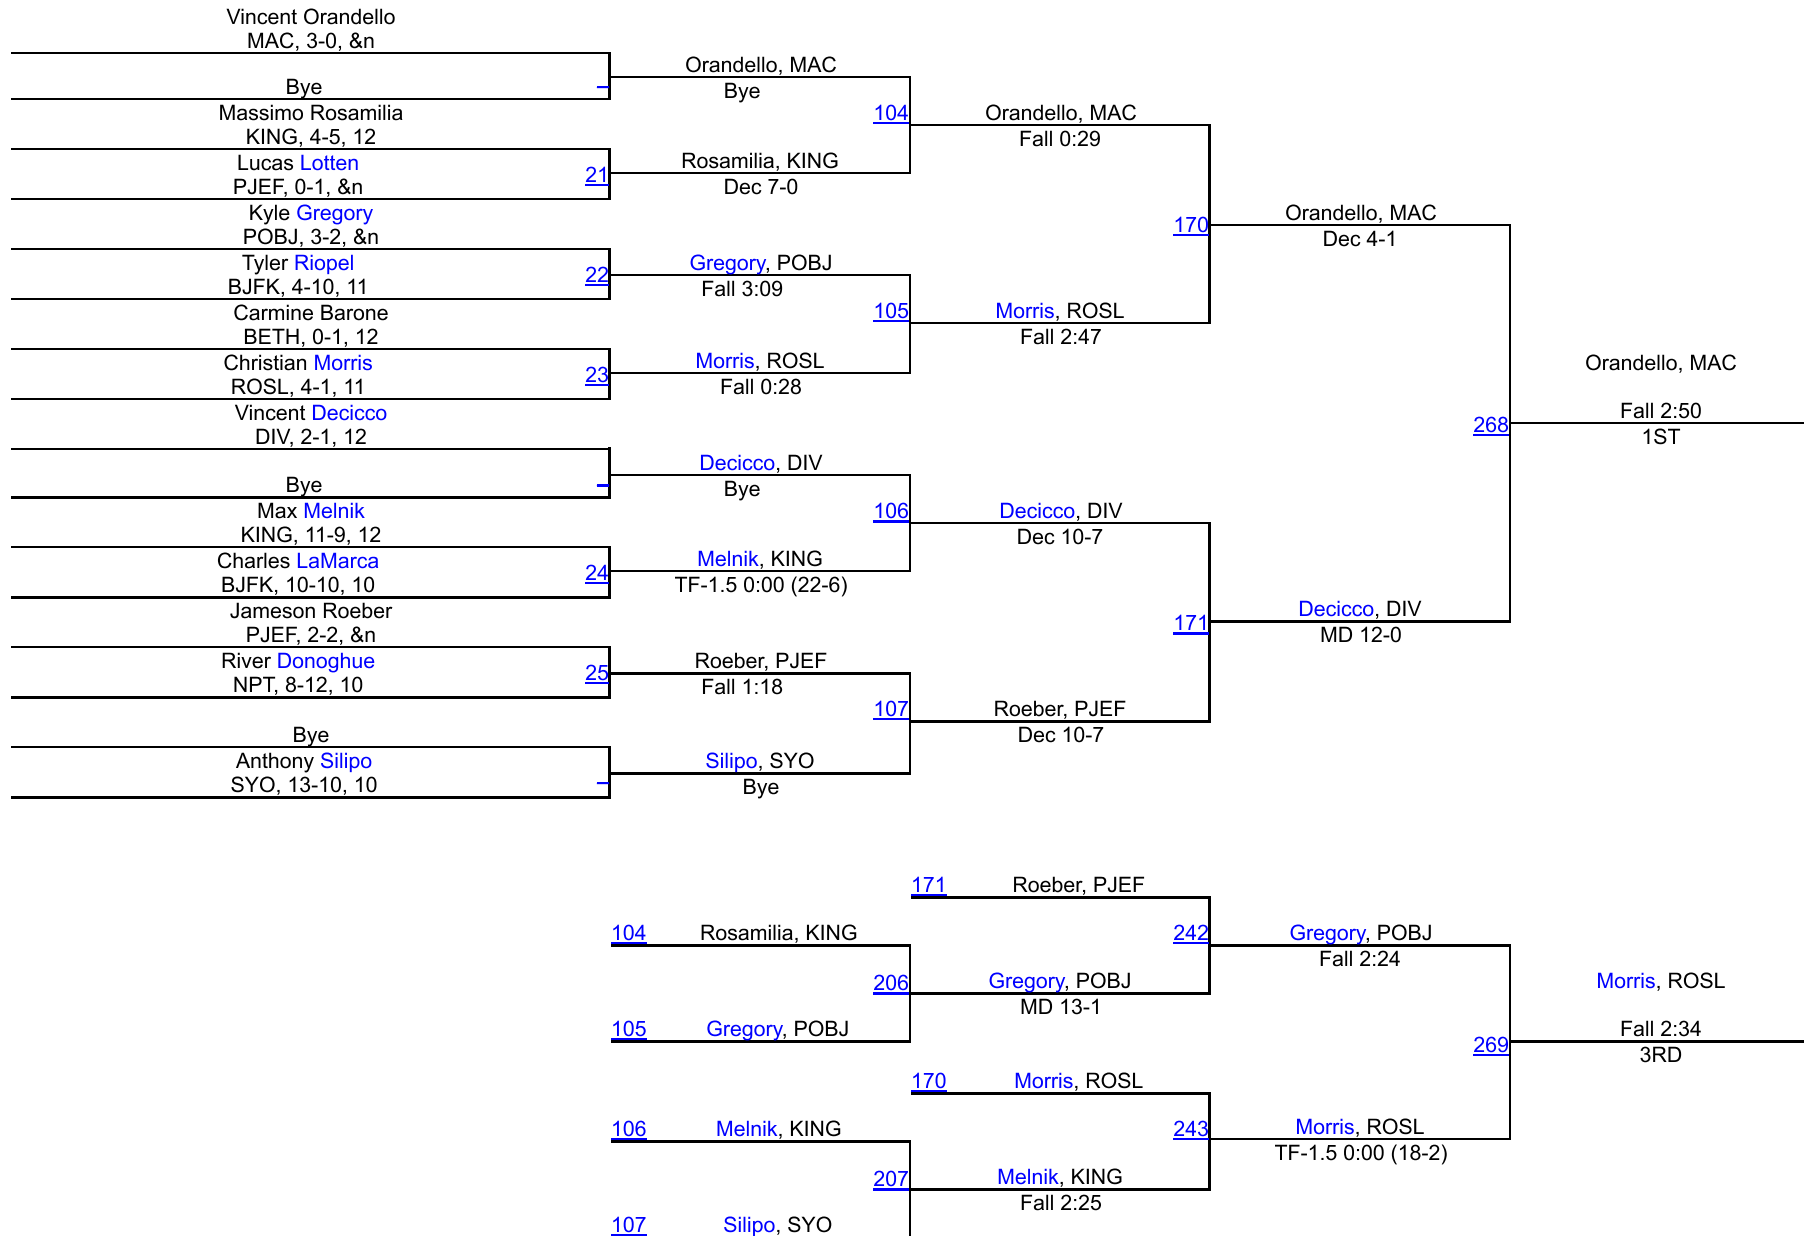 Vincent Orandello
MAC, 3-0, &n
Bye
Massimo Rosamilia
KING, 4-5, 12
Lucas Lotten
PJEF, 0-1, &n
Kyle Gregory
POBJ, 3-2, &n
Tyler Riopel
BJFK, 4-10, 11
Carmine Barone
BETH, 0-1, 12
Christian Morris
ROSL, 4-1, 11
Vincent Decicco
DIV, 2-1, 12
Bye
Max Melnik
KING, 11-9, 12
Charles LaMarca
BJFK, 10-10, 10
Jameson Roeber
PJEF, 2-2, &n
River Donoghue
NPT, 8-12, 10
Bye
Anthony Silipo
SYO, 13-10, 10
21
22
23
24
25
Orandello, MAC
Bye
Rosamilia, KING
Dec 7-0
Gregory, POBJ
Fall 3:09
Morris, ROSL
Fall 0:28
Decicco, DIV
Bye
Melnik, KING
TF-1.5 0:00 (22-6)
Roeber, PJEF
Fall 1:18
Silipo, SYO
Bye
104
105
106
107
Orandello, MAC
Fall 0:29
Morris, ROSL
Fall 2:47
Decicco, DIV
Dec 10-7
Roeber, PJEF
Dec 10-7
170
171
Orandello, MAC
Dec 4-1
Decicco, DIV
MD 12-0
268
Orandello, MAC
Fall 2:50
1ST
104 Rosamilia, KING
105 Gregory, POBJ
106 Melnik, KING
107 Silipo, SYO
206
207
171 Roeber, PJEF
Gregory, POBJ
MD 13-1
170 Morris, ROSL
Melnik, KING
Fall 2:25
242
243
Gregory, POBJ
Fall 2:24
Morris, ROSL
TF-1.5 0:00 (18-2)
269
Morris, ROSL
Fall 2:34
3RD